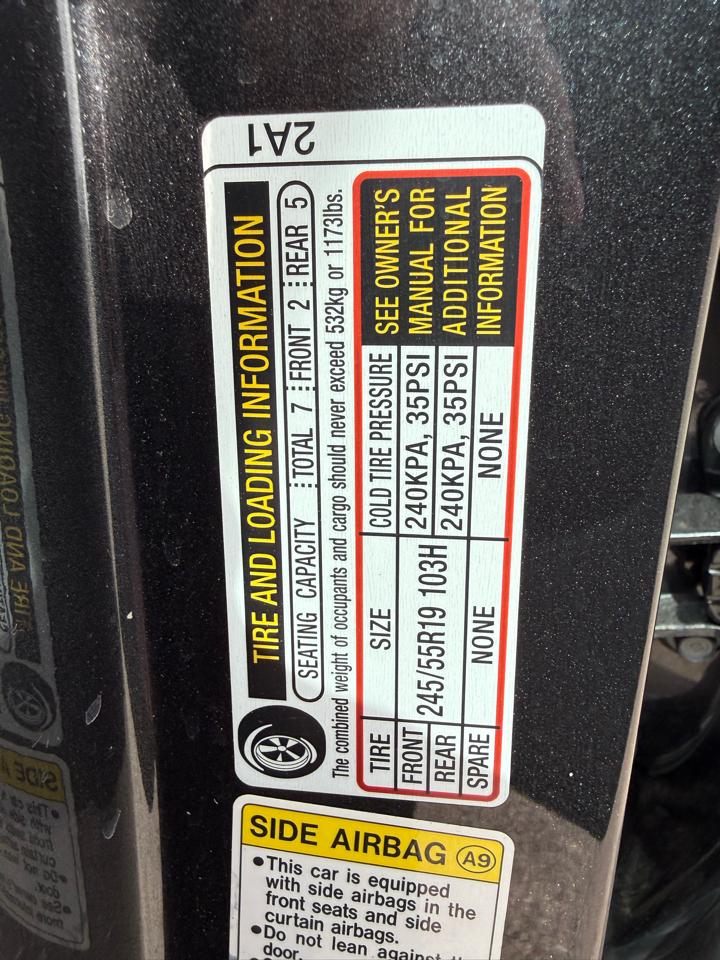 2A1
TIRE AND LOADING INFORMATION
SEATING CAPACITY TOTAL 7 FRONT 2 REAR 5
The combined weight of occupants and cargo should never exceed 532kg or 1173lbs.
TIRE SIZE COLD TIRE PRESSURE
FRONT 245/55R19 103H 240KPA, 35PSI
REAR 240KPA, 35PSI
SPARE NONE NONE
SEE OWNER'S
MANUAL FOR
ADDITIONAL
INFORMATION
SIDE AIRBAG A9
•This car is equipped
with side airbags in the
front seats and side
curtain airbags.
•Do not lean against
door.